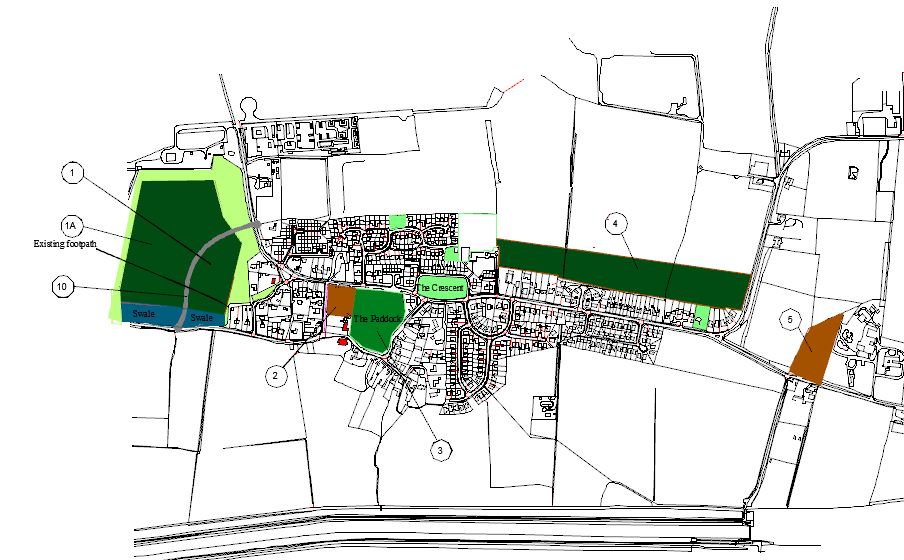 1
4
1A
Existing footpath
10
The Crescent
Swale
Swale
The Paddock
5
2
3